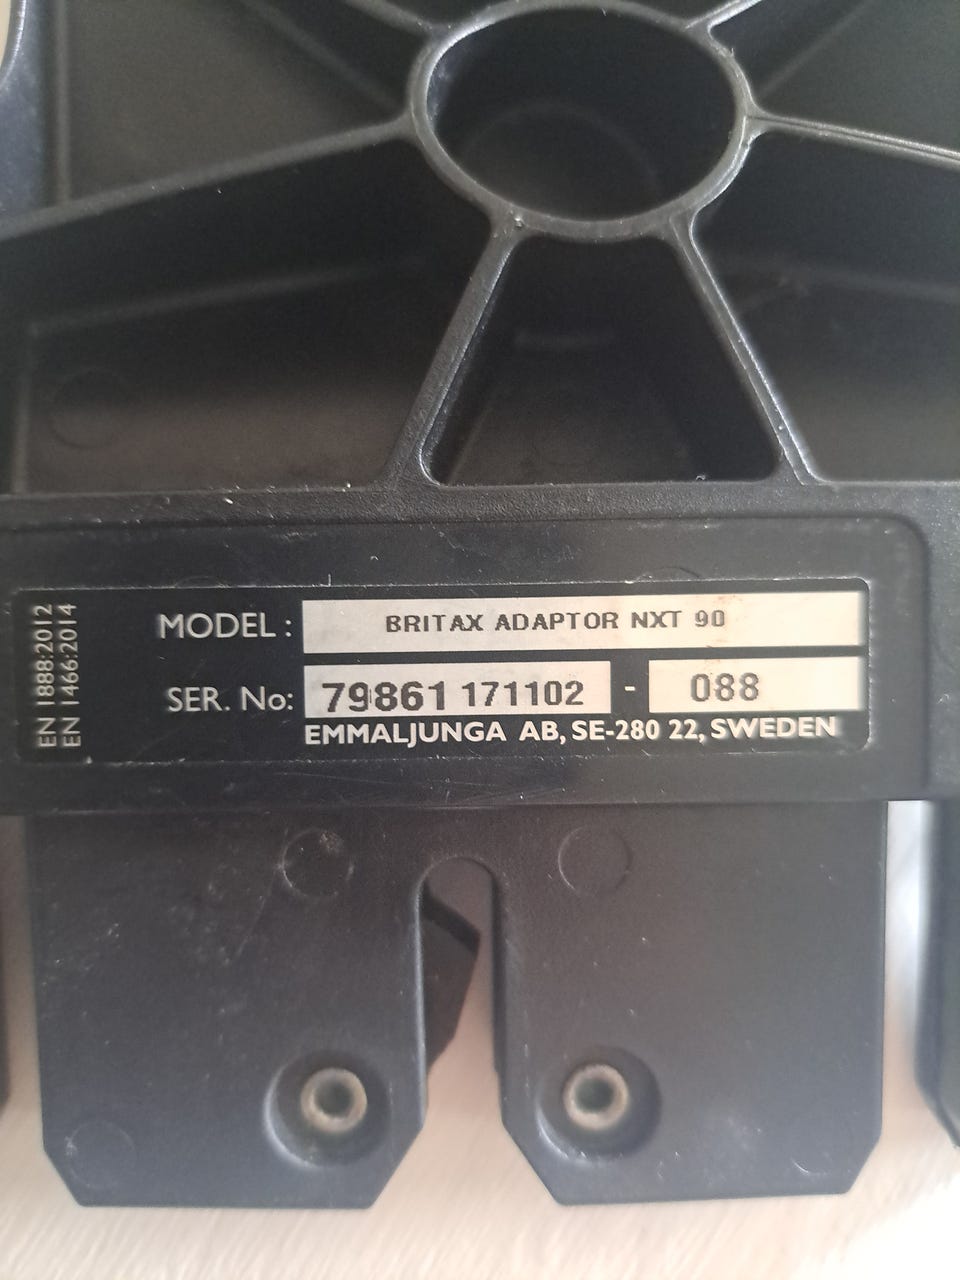 EN 1888:2012
EN 1466:2014
MODEL : BRITAX ADAPTOR NXT 90
SER. No: 79861 171102 - 088
EMMALJUNGA AB, SE-280 22, SWEDEN